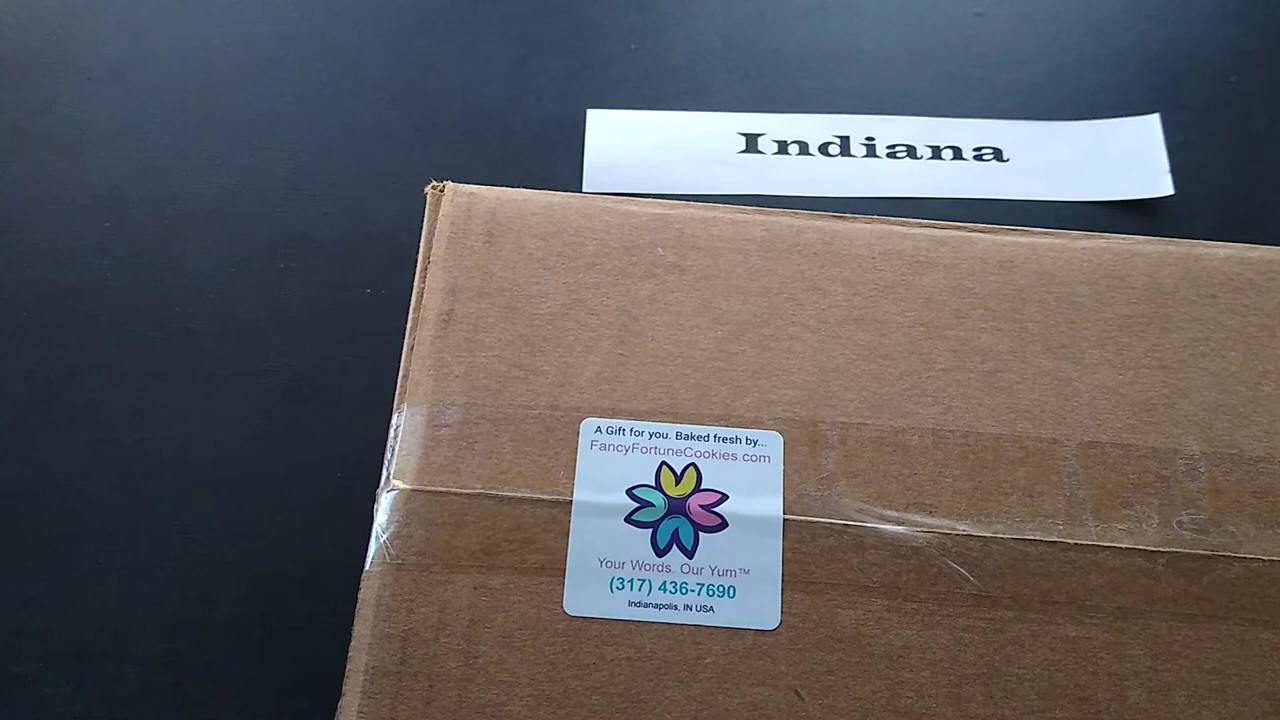 Indiana
A Gift for you. Baked fresh by...
FancyFortuneCookies.com
Your Words. Our Yum™
(317) 436-7690
Indianapolis, IN USA